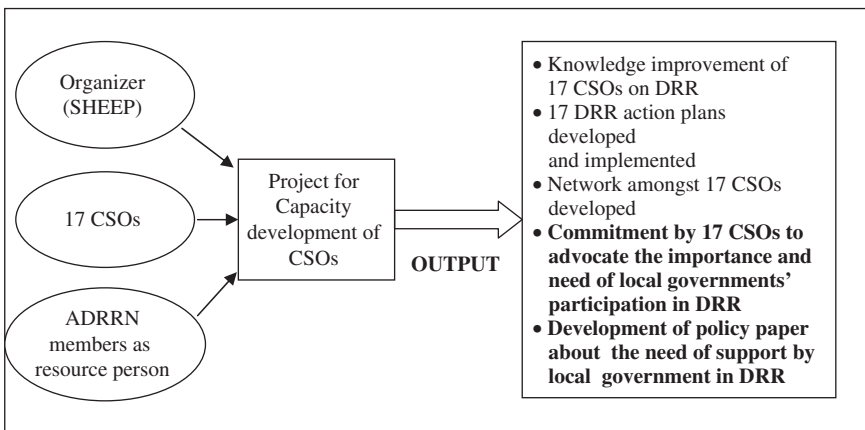 Organizer
(SHEEP)
17 CSOs
ADRRN
members as
resource person
Project for
Capacity
development of
CSOs
OUTPUT
• Knowledge improvement of
17 CSOs on DRR
• 17 DRR action plans
developed
and implemented
• Network amongst 17 CSOs
developed
• Commitment by 17 CSOs to
advocate the importance and
need of local governments'
participation in DRR
• Development of policy paper
about the need of support by
local government in DRR